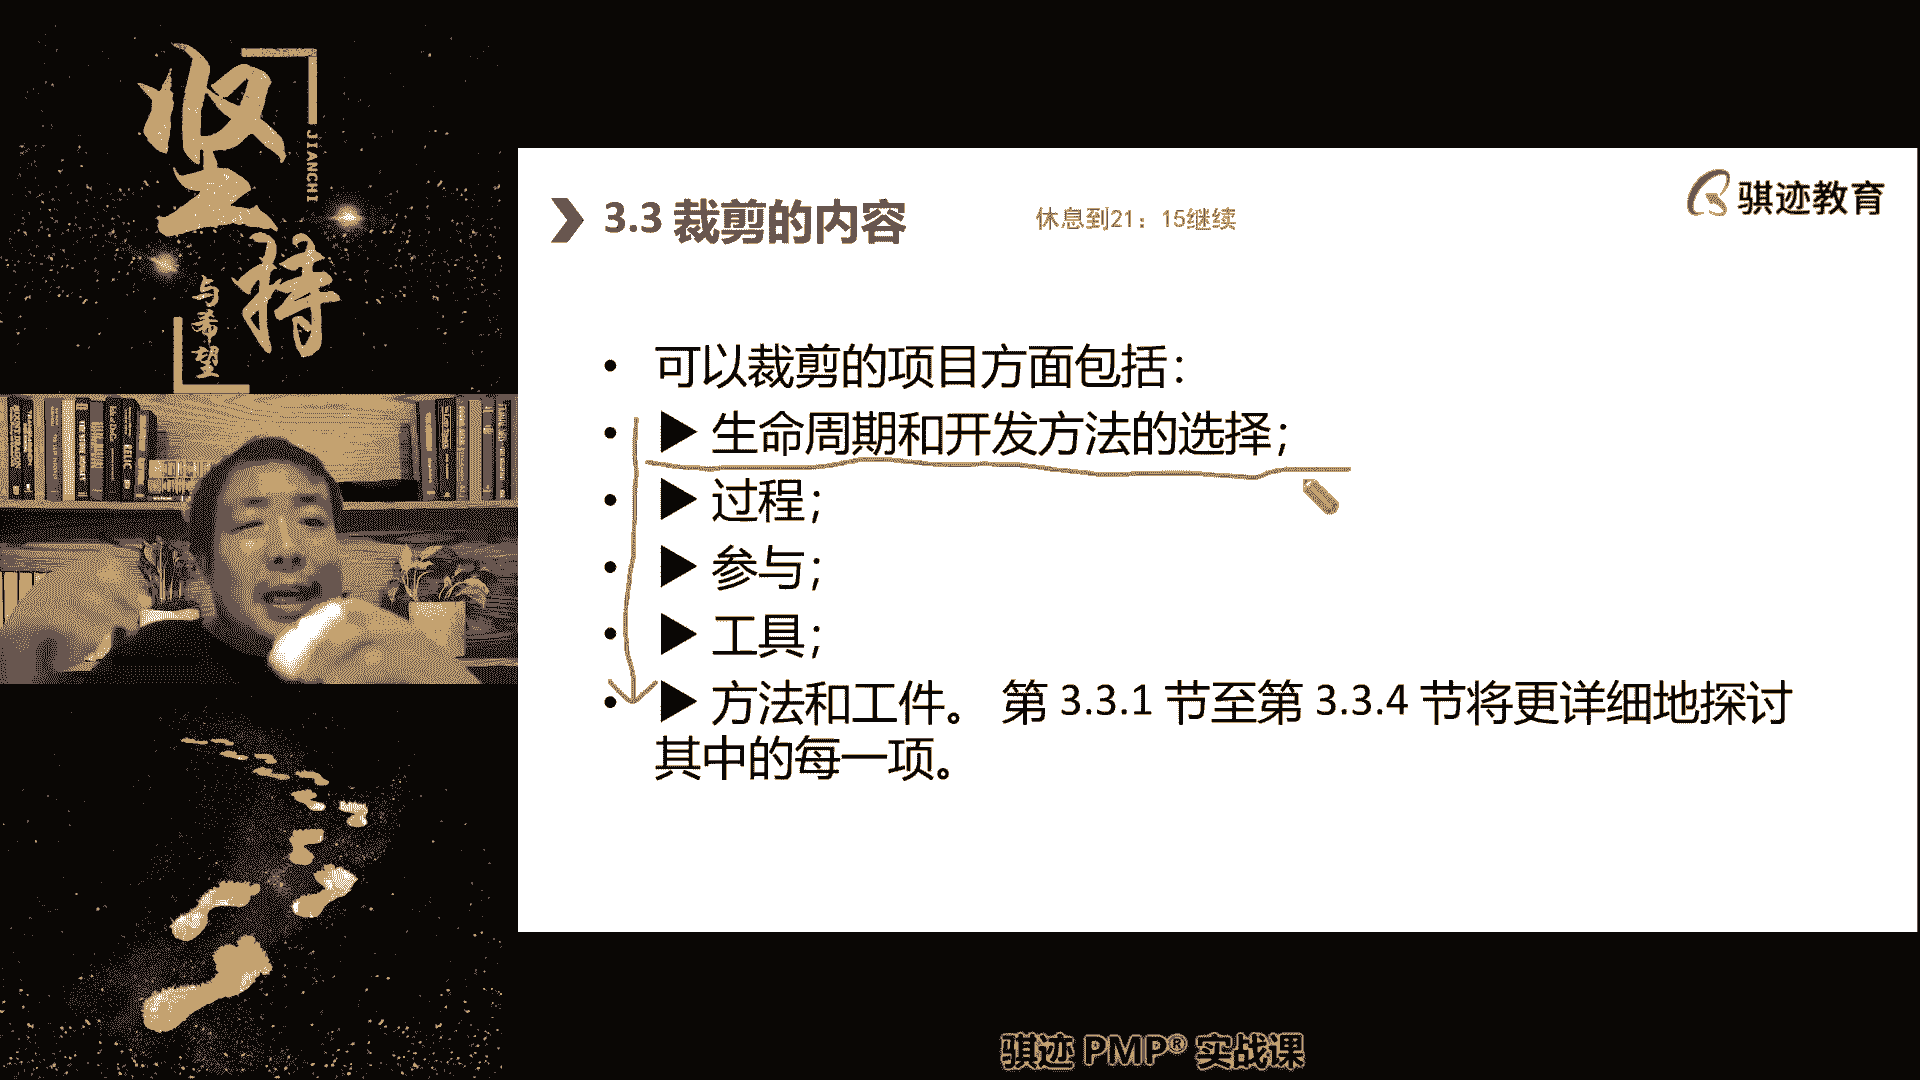 坚持
JIANCHI
与希望
3.3 裁剪的内容
休息到21：15继续
骐迹教育
• 可以裁剪的项目方面包括：
• ▶ 生命周期和开发方法的选择；
• ▶ 过程；
• ▶ 参与；
• ▶ 工具；
• ▶ 方法和工件。 第 3.3.1 节至第 3.3.4 节将更详细地探讨
其中的每一项。
骐迹 PMP® 实战课